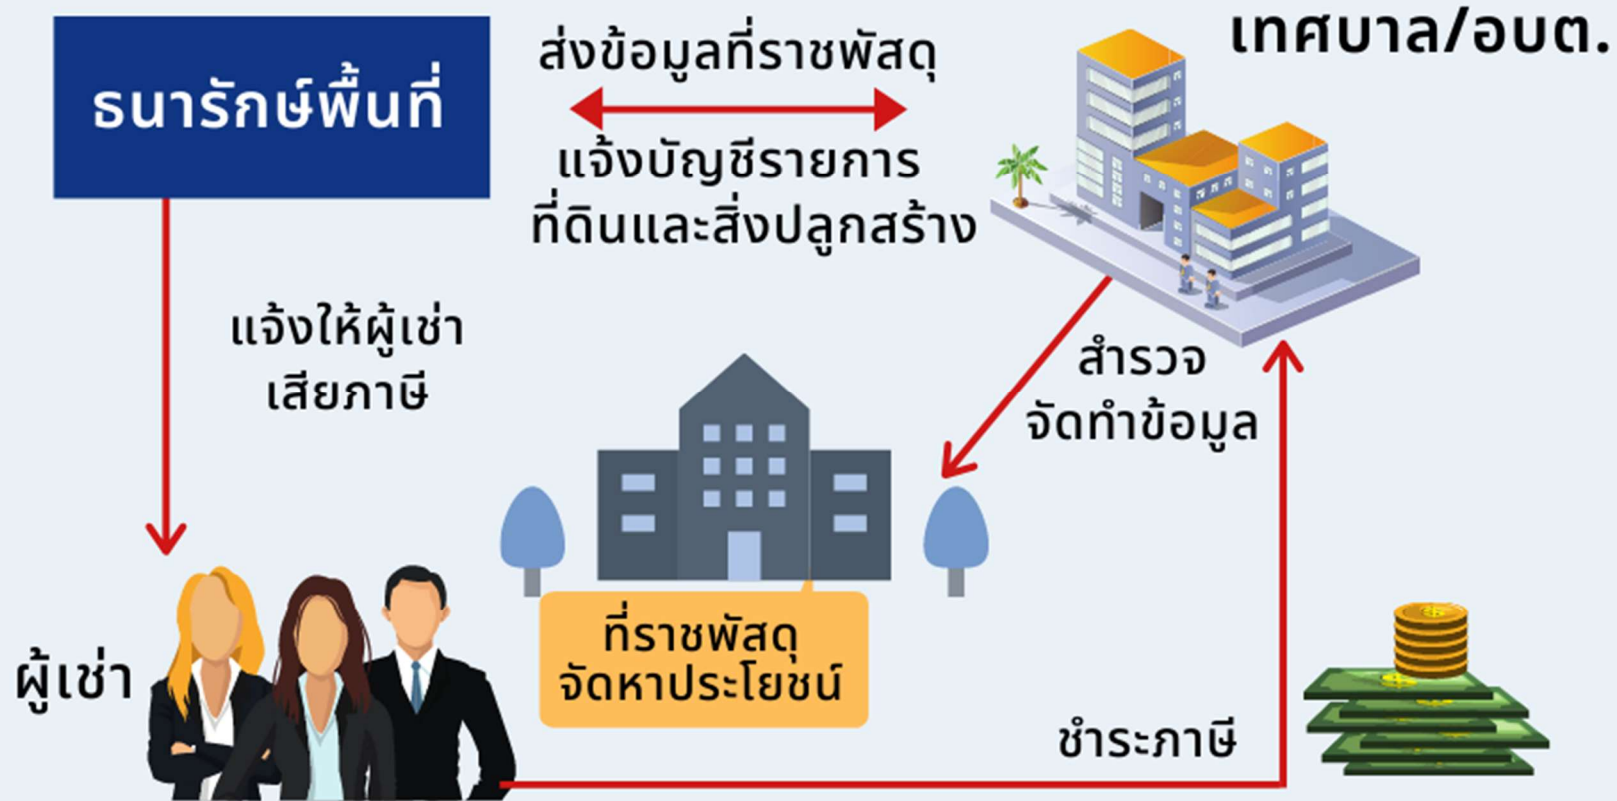 ธนารักษ์พื้นที่
ส่งข้อมูลที่ราชพัสดุ
แจ้งบัญชีรายการ
ที่ดินและสิ่งปลูกสร้าง
เทศบาล/อบต.
แจ้งให้ผู้เช่า
เสียภาษี
สำรวจ
จัดทำข้อมูล
ที่ราชพัสดุ
จัดหาประโยชน์
ผู้เช่า
ชำระภาษี